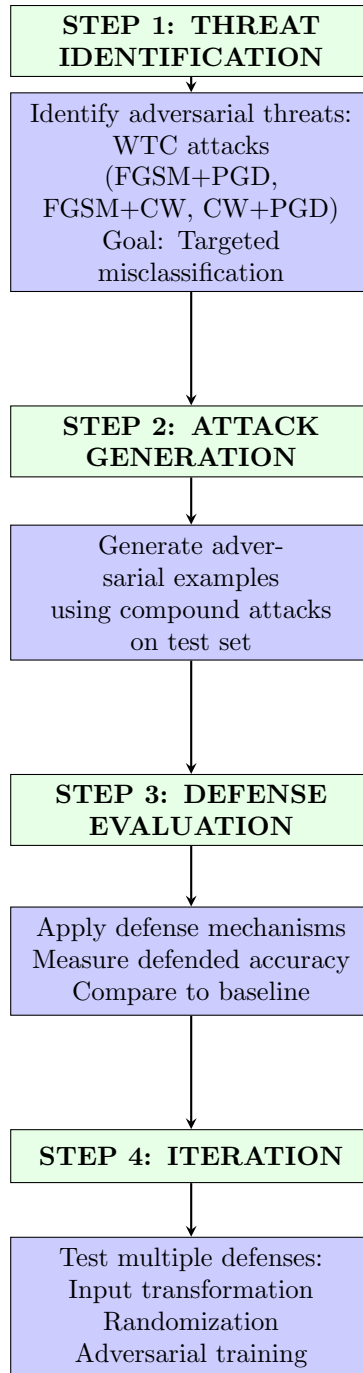 STEP 1: THREAT
IDENTIFICATION
Identify adversarial threats:
WTC attacks
(FGSM+PGD,
FGSM+CW, CW+PGD)
Goal: Targeted
misclassification
STEP 2: ATTACK
GENERATION
Generate adver-
sarial examples
using compound attacks
on test set
STEP 3: DEFENSE
EVALUATION
Apply defense mechanisms
Measure defended accuracy
Compare to baseline
STEP 4: ITERATION
Test multiple defenses:
Input transformation
Randomization
Adversarial training